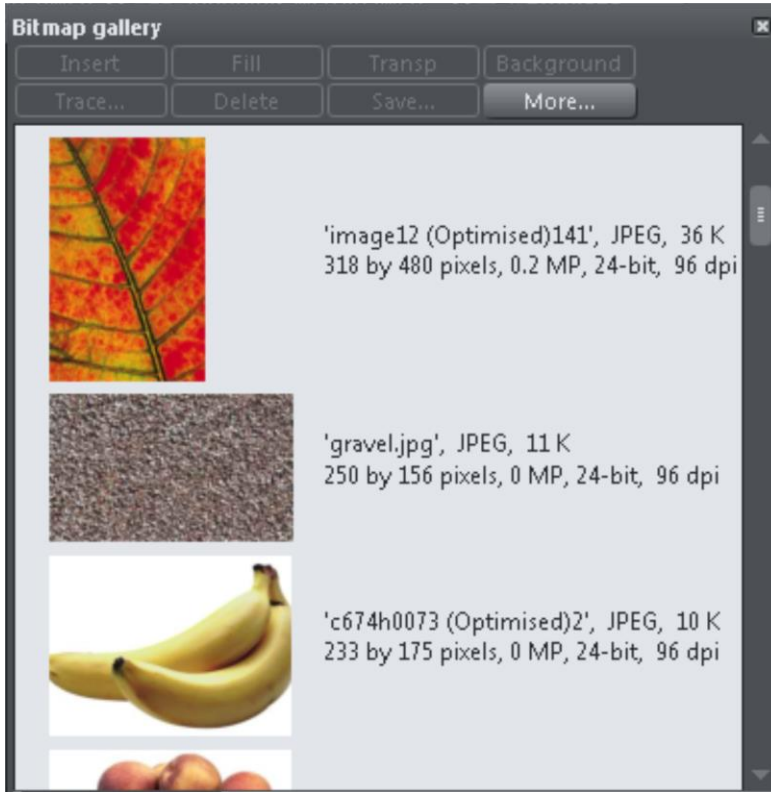 Bitmap gallery
Insert Fill Transp Background
Trace... Delete Save... More...
'image12 (Optimised)141', JPEG, 36 K
318 by 480 pixels, 0.2 MP, 24-bit, 96 dpi
'gravel.jpg', JPEG, 11 K
250 by 156 pixels, 0 MP, 24-bit, 96 dpi
'c674h0073 (Optimised)2', JPEG, 10 K
233 by 175 pixels, 0 MP, 24-bit, 96 dpi